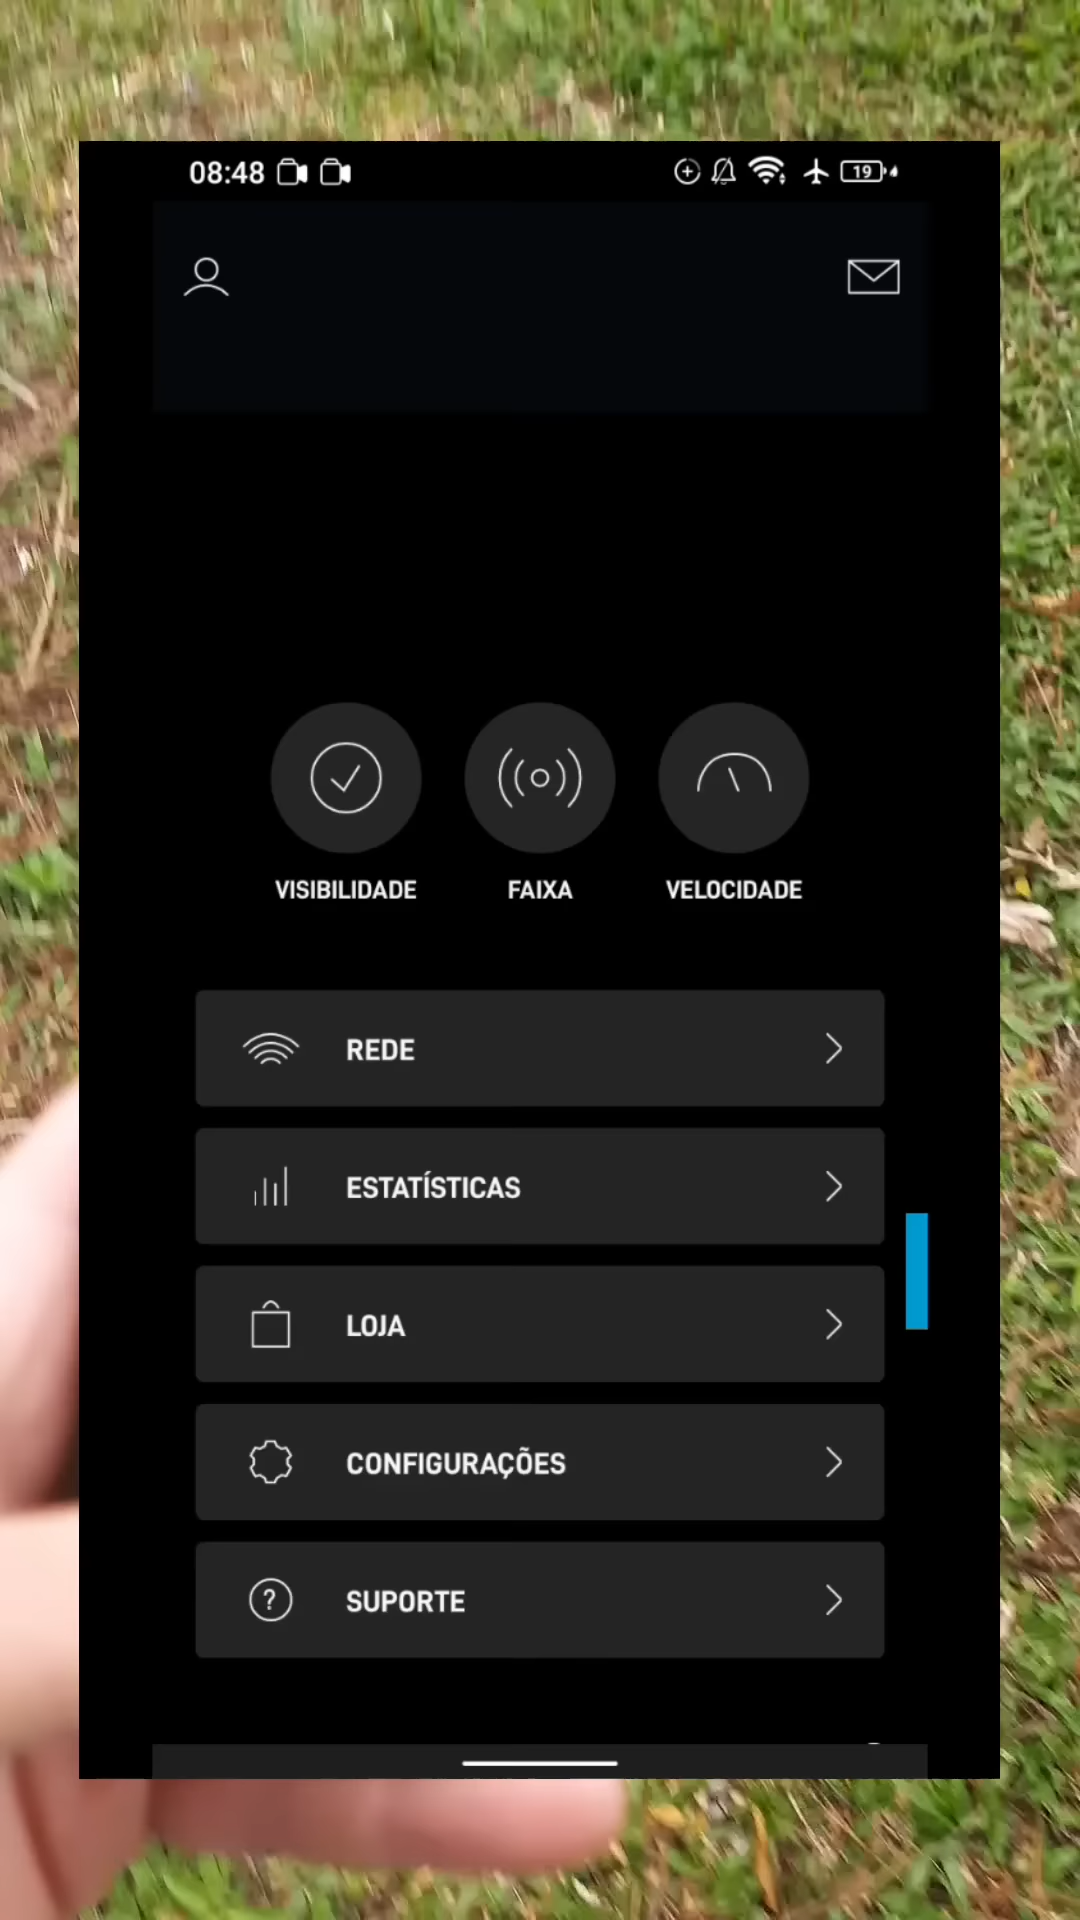 08:48
19
VISIBILIDADE
FAIXA
VELOCIDADE
REDE
ESTATÍSTICAS
LOJA
CONFIGURAÇÕES
? SUPORTE